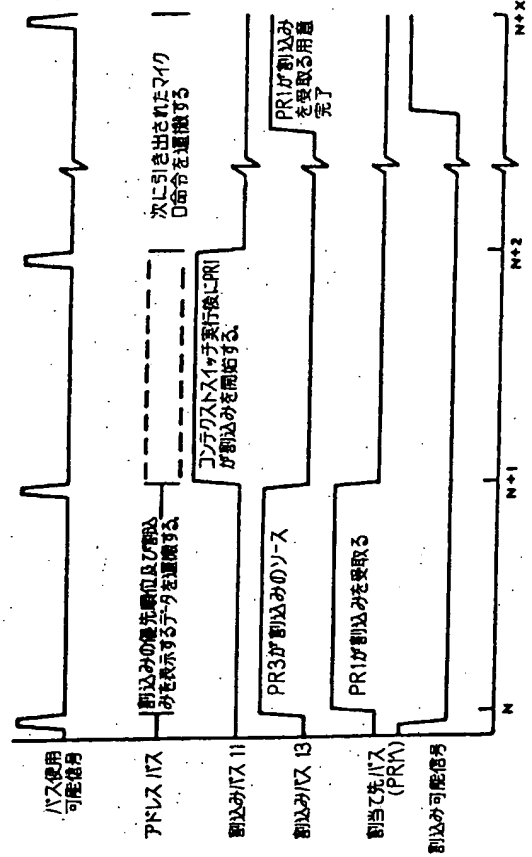 バス使用
可能信号
アドレス バス
割込みの優先順位及び割込
みを表示するデータを運搬する。
次に引き出されたマイク
ロ命令を運搬する
割込みバス 11
コンテクストスイッチ実行後にPR1
が割込みを開始する。
割込みバス 13
PR3が割込みのソース
PR1が割込み
を受取る用意
完了
割当て先バス
(PR1へ)
PR1が割込みを受取る
割込み可能信号
N
N+1
N+2
N+X